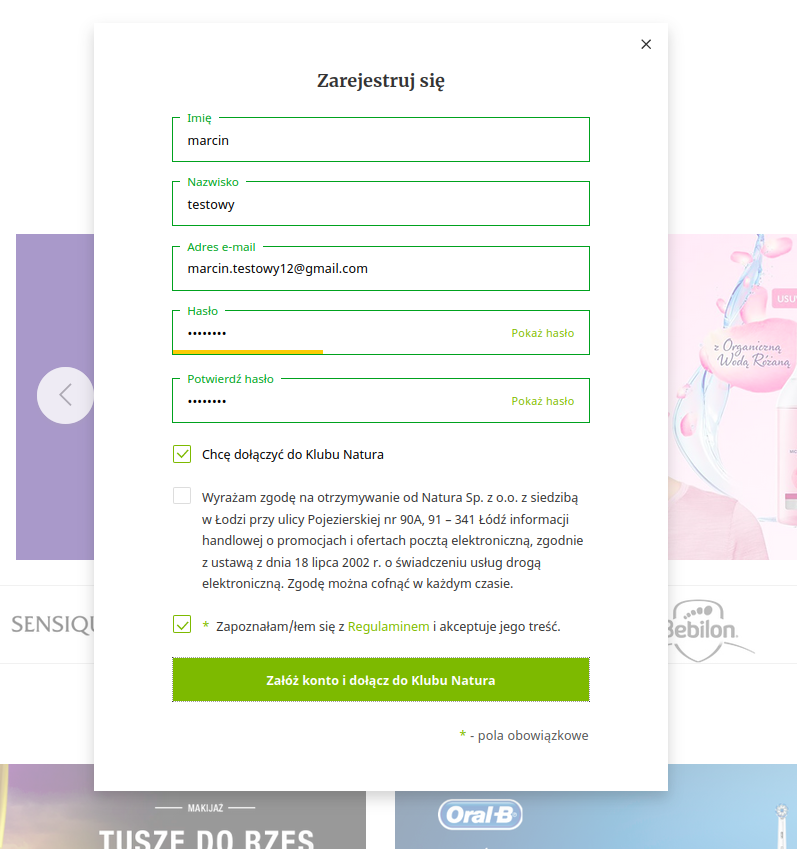 Zarejestruj się
Imię
marcin
Nazwisko
testowy
Adres e-mail
marcin.testowy12@gmail.com
Hasło
•••••••• Pokaż hasło
Potwierdź hasło
•••••••• Pokaż hasło
Chcę dołączyć do Klubu Natura
Wyrażam zgodę na otrzymywanie od Natura Sp. z o.o. z siedzibą
w Łodzi przy ulicy Pojezierskiej nr 90A, 91 – 341 Łódź informacji
handlowej o promocjach i ofertach pocztą elektroniczną, zgodnie
z ustawą z dnia 18 lipca 2002 r. o świadczeniu usług drogą
elektroniczną. Zgodę można cofnąć w każdym czasie.
* Zapoznałam/łem się z Regulaminem i akceptuje jego treść.
Załóż konto i dołącz do Klubu Natura
* - pola obowiązkowe
USUW
z Organiczną
Wodą Różaną
SENSIQU
Bebilon.
MAKIJAŻ
TUSZE DO RZĘS
Oral-B